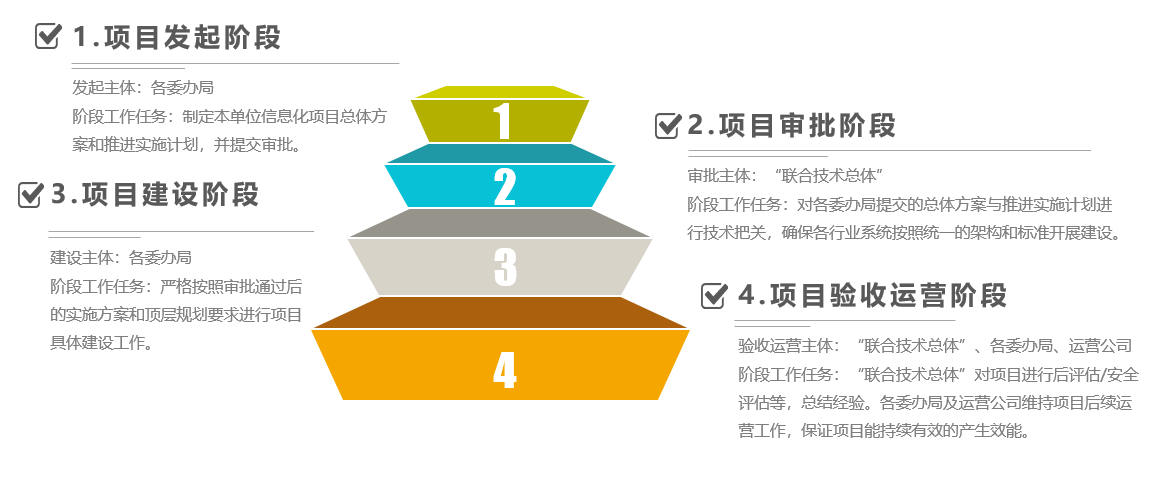 1.项目发起阶段
发起主体：各委办局
阶段工作任务：制定本单位信息化项目总体方
案和推进实施计划，并提交审批。
2.项目审批阶段
审批主体：“联合技术总体”
阶段工作任务：对各委办局提交的总体方案与推进实施计划进
行技术把关，确保各行业系统按照统一的架构和标准开展建设。
3.项目建设阶段
建设主体：各委办局
阶段工作任务：严格按照审批通过后
的实施方案和顶层规划要求进行项目
具体建设工作。
4.项目验收运营阶段
验收运营主体：“联合技术总体”、各委办局、运营公司
阶段工作任务：“联合技术总体”对项目进行后评估/安全
评估等，总结经验。各委办局及运营公司维持项目后续运
营工作，保证项目能持续有效的产生效能。
1
2
3
4